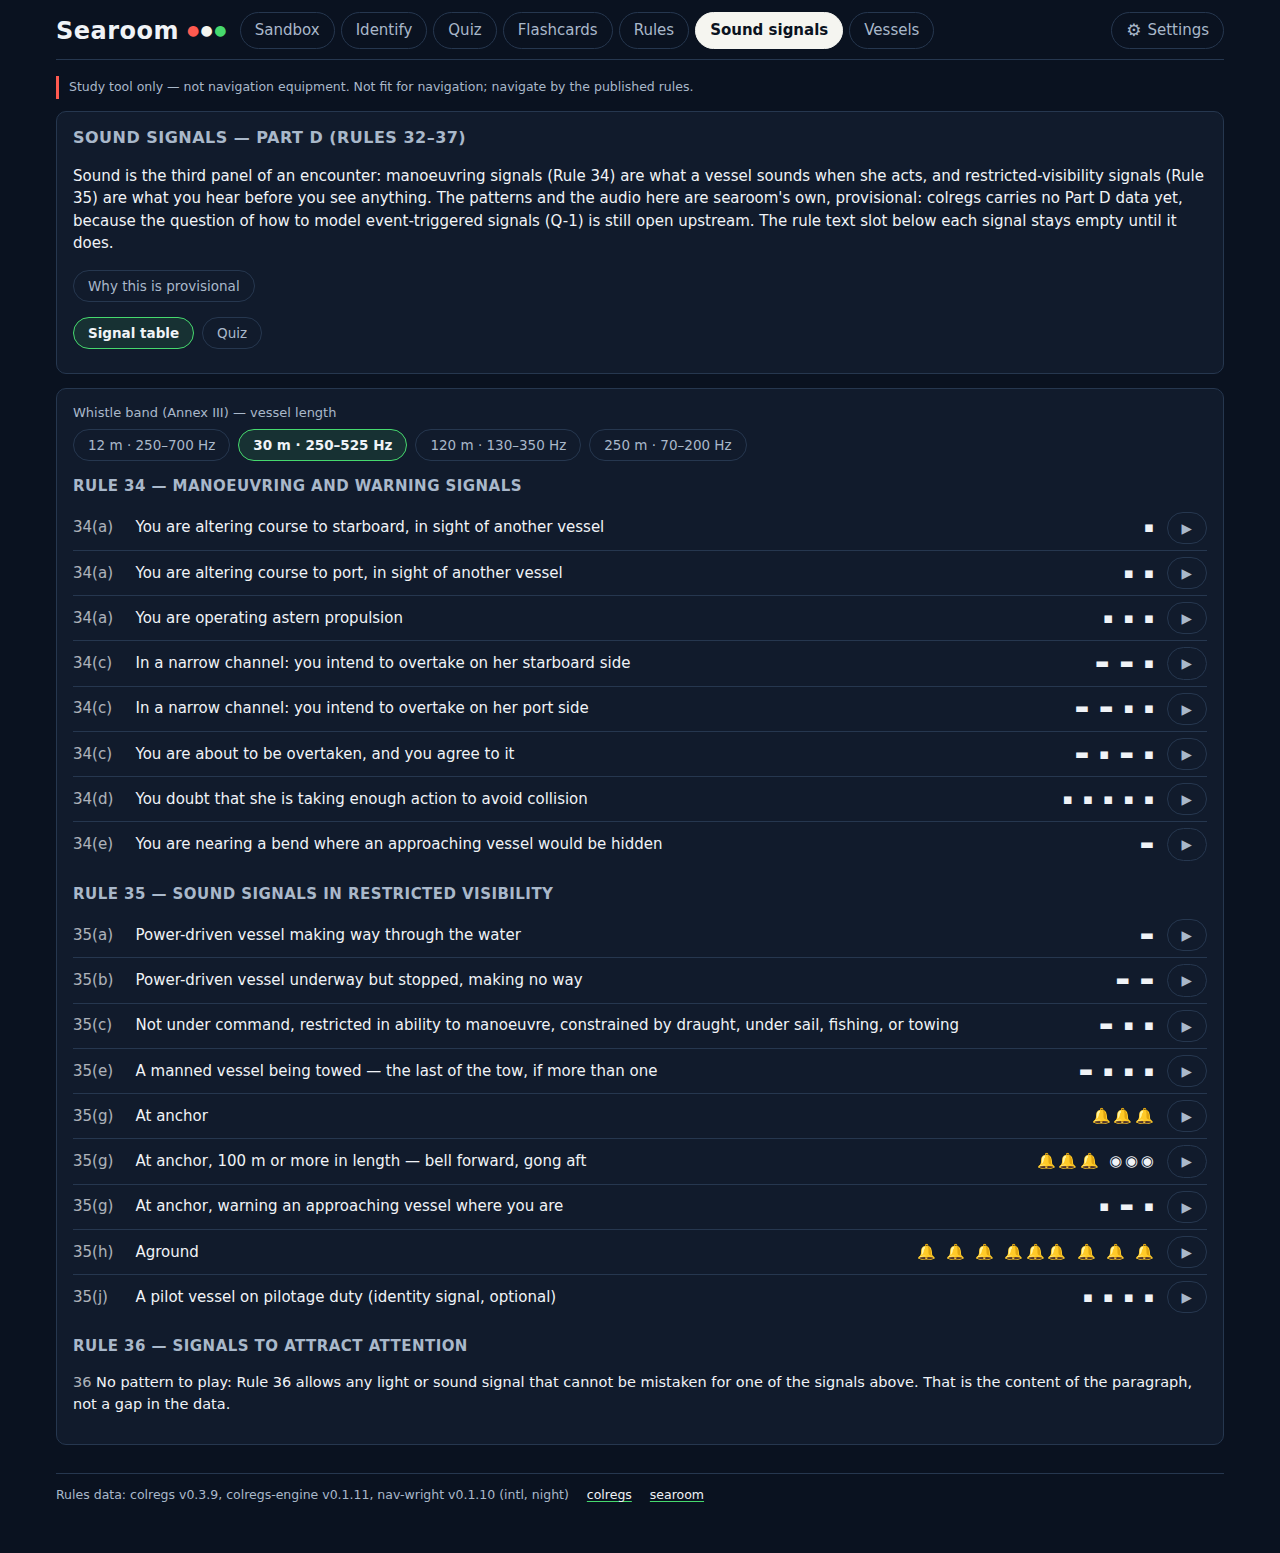 Searoom
Sandbox
Identify
Quiz
Flashcards
Rules
Sound signals
Vessels
⚙ Settings
Study tool only — not navigation equipment. Not fit for navigation; navigate by the published rules.
SOUND SIGNALS — PART D (RULES 32–37)
Sound is the third panel of an encounter: manoeuvring signals (Rule 34) are what a vessel sounds when she acts, and restricted-visibility signals (Rule
35) are what you hear before you see anything. The patterns and the audio here are searoom's own, provisional: colregs carries no Part D data yet,
because the question of how to model event-triggered signals (Q-1) is still open upstream. The rule text slot below each signal stays empty until it
does.
Why this is provisional
Signal table
Quiz
Whistle band (Annex III) — vessel length
12 m · 250–700 Hz
30 m · 250–525 Hz
120 m · 130–350 Hz
250 m · 70–200 Hz
RULE 34 — MANOEUVRING AND WARNING SIGNALS
34(a) You are altering course to starboard, in sight of another vessel ▪ ▶
34(a) You are altering course to port, in sight of another vessel ▪ ▪ ▶
34(a) You are operating astern propulsion ▪ ▪ ▪ ▶
34(c) In a narrow channel: you intend to overtake on her starboard side ▬ ▬ ▪ ▶
34(c) In a narrow channel: you intend to overtake on her port side ▬ ▬ ▪ ▪ ▶
34(c) You are about to be overtaken, and you agree to it ▬ ▪ ▬ ▪ ▶
34(d) You doubt that she is taking enough action to avoid collision ▪ ▪ ▪ ▪ ▪ ▶
34(e) You are nearing a bend where an approaching vessel would be hidden ▬ ▶
RULE 35 — SOUND SIGNALS IN RESTRICTED VISIBILITY
35(a) Power-driven vessel making way through the water ▬ ▶
35(b) Power-driven vessel underway but stopped, making no way ▬ ▬ ▶
35(c) Not under command, restricted in ability to manoeuvre, constrained by draught, under sail, fishing, or towing ▬ ▪ ▪ ▶
35(e) A manned vessel being towed — the last of the tow, if more than one ▬ ▪ ▪ ▪ ▶
35(g) At anchor 🔔🔔🔔 ▶
35(g) At anchor, 100 m or more in length — bell forward, gong aft 🔔🔔🔔 ◉◉◉ ▶
35(g) At anchor, warning an approaching vessel where you are ▪ ▬ ▪ ▶
35(h) Aground 🔔 🔔 🔔 🔔🔔🔔 🔔 🔔 🔔 ▶
35(j) A pilot vessel on pilotage duty (identity signal, optional) ▪ ▪ ▪ ▪ ▶
RULE 36 — SIGNALS TO ATTRACT ATTENTION
36 No pattern to play: Rule 36 allows any light or sound signal that cannot be mistaken for one of the signals above. That is the content of the paragraph,
not a gap in the data.
Rules data: colregs v0.3.9, colregs-engine v0.1.11, nav-wright v0.1.10 (intl, night) colregs searoom